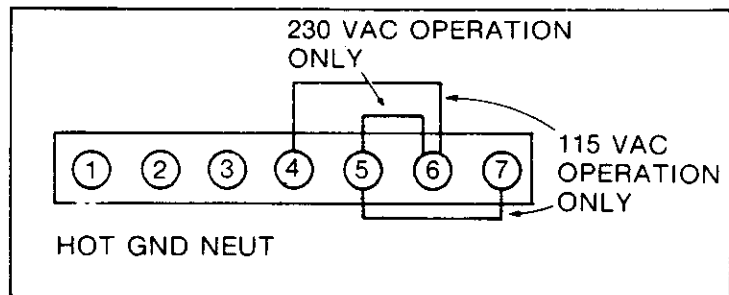 230 VAC OPERATION
ONLY
1 2 3 4 5 6 7
115 VAC
OPERATION
ONLY
HOT GND NEUT